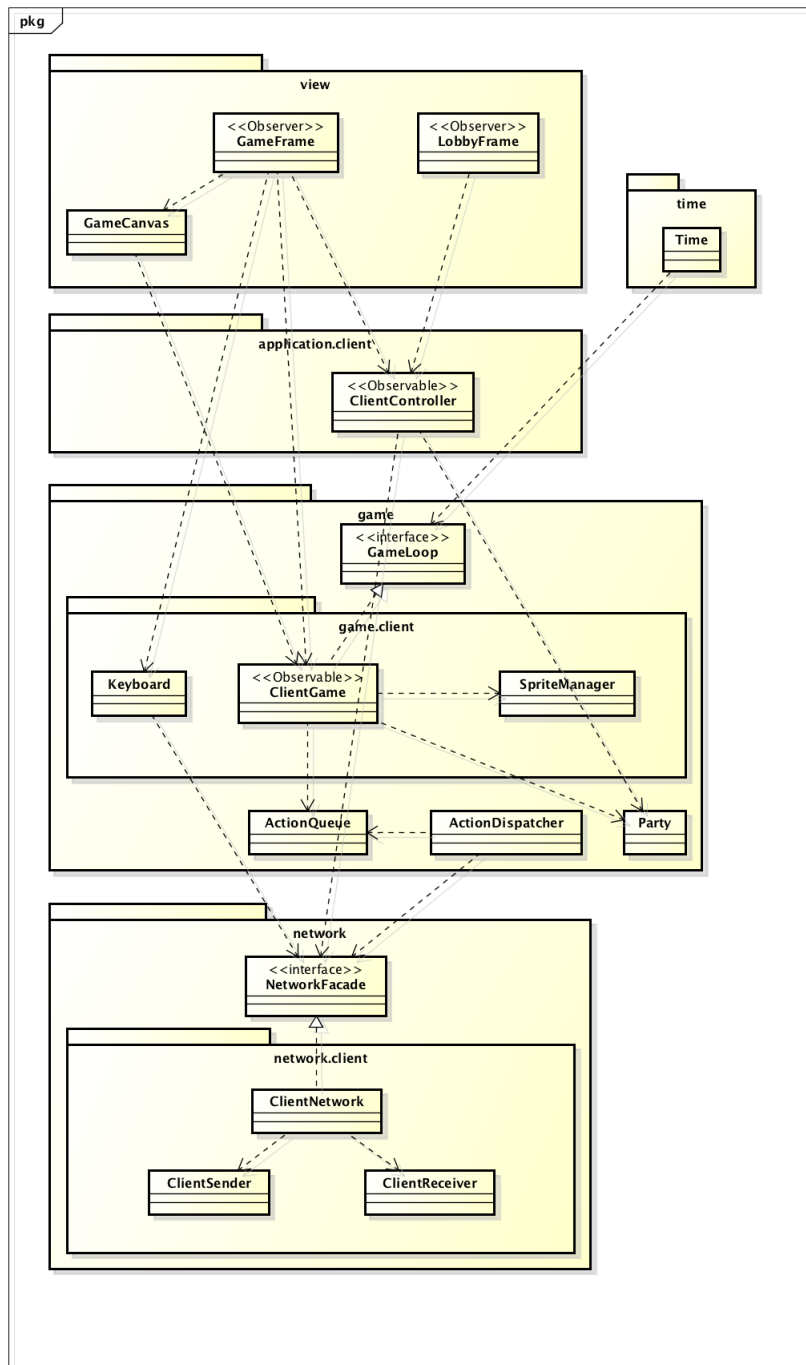 pkg
view
<<Observer>>
GameFrame
<<Observer>>
LobbyFrame
GameCanvas
time
Time
application.client
<<Observable>>
ClientController
game
<<interface>>
GameLoop
game.client
Keyboard
<<Observable>>
ClientGame
SpriteManager
ActionQueue
ActionDispatcher
Party
network
<<interface>>
NetworkFacade
network.client
ClientNetwork
ClientSender
ClientReceiver